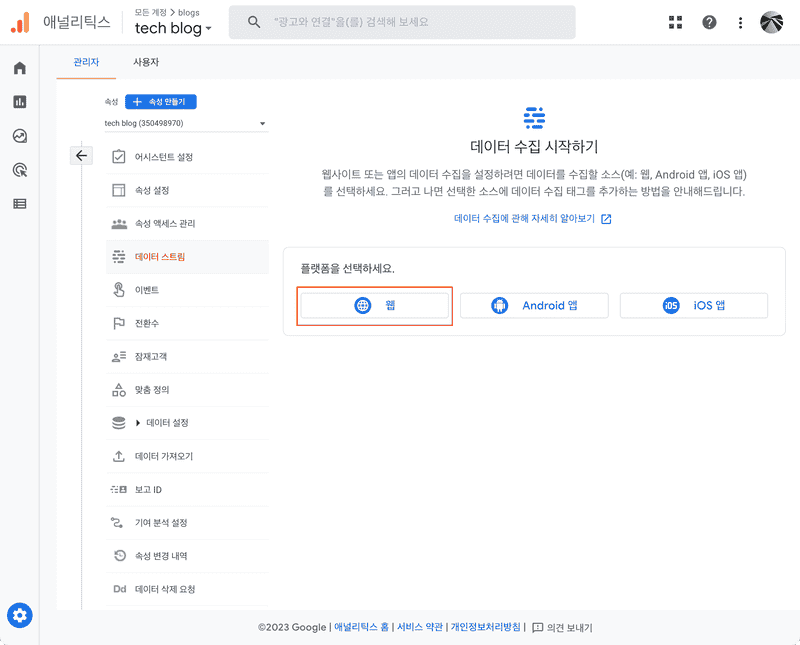 애널리틱스
모든 계정 > blogs
tech blog
"광고와 연결"을(를) 검색해 보세요
관리자
사용자
속성
+ 속성 만들기
tech blog (350498970)
어시스턴트 설정
속성 설정
속성 액세스 관리
데이터 스트림
이벤트
전환수
잠재고객
맞춤 정의
데이터 설정
데이터 가져오기
보고 ID
기여 분석 설정
속성 변경 내역
Dd 데이터 삭제 요청
데이터 수집 시작하기
웹사이트 또는 앱의 데이터 수집을 설정하려면 데이터를 수집할 소스(예: 웹, Android 앱, iOS 앱)
를 선택하세요. 그러고 나면 선택한 소스에 데이터 수집 태그를 추가하는 방법을 안내해드립니다.
데이터 수집에 관해 자세히 알아보기
플랫폼을 선택하세요.
웹
Android 앱
iOS iOS 앱
©2023 Google | 애널리틱스 홈 | 서비스 약관 | 개인정보처리방침 | 의견 보내기